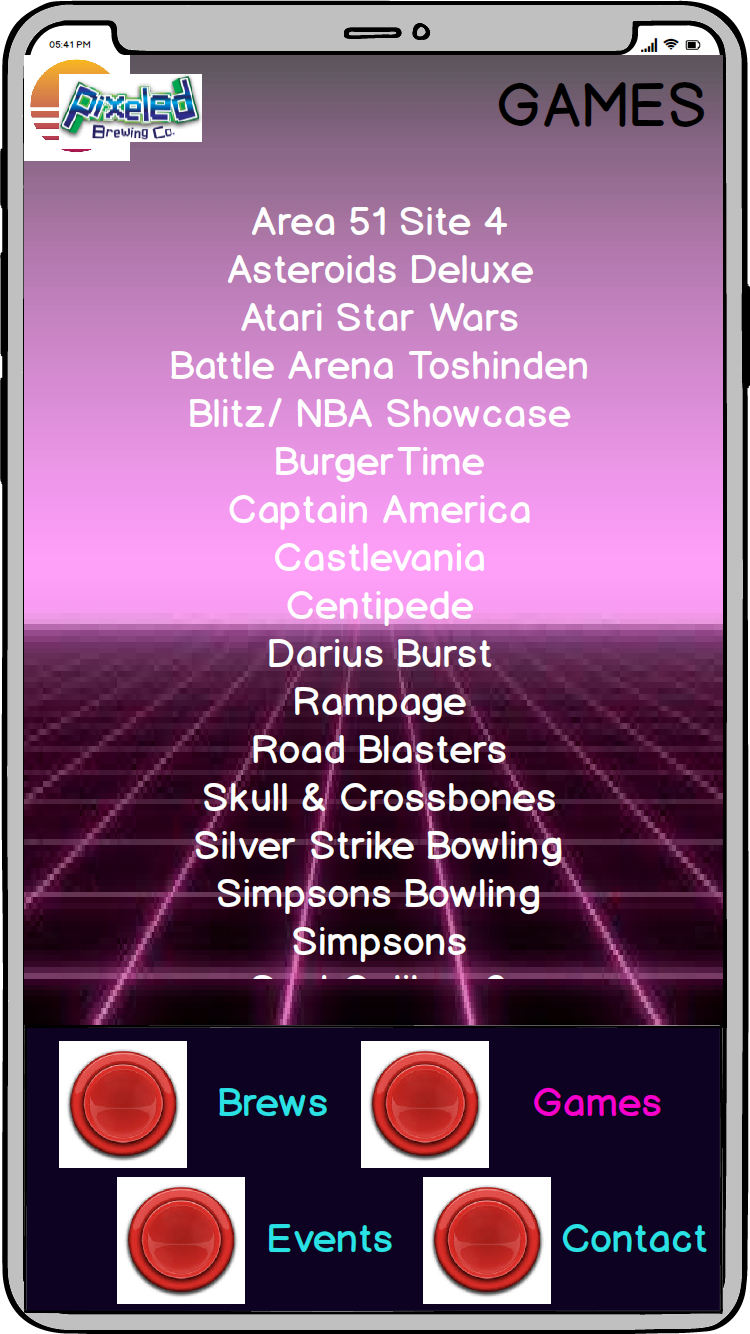 05:41 PM
Pixeled
Brewing Co.
GAMES
Area 51 Site 4
Asteroids Deluxe
Atari Star Wars
Battle Arena Toshinden
Blitz/ NBA Showcase
BurgerTime
Captain America
Castlevania
Centipede
Darius Burst
Rampage
Road Blasters
Skull & Crossbones
Silver Strike Bowling
Simpsons Bowling
Simpsons
Brews
Games
Events
Contact